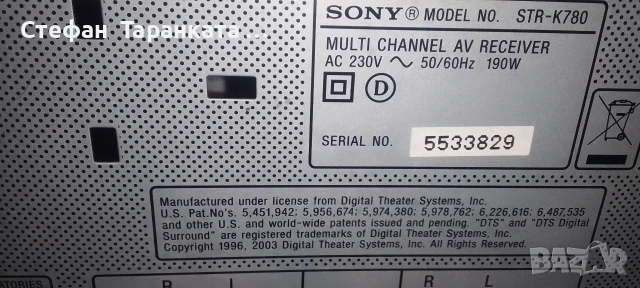 Стефан Таранката...
SONY® MODEL NO. STR-K780
MULTI CHANNEL AV RECEIVER
AC 230V ~ 50/60Hz 190W
D
SERIAL NO. 5533829
Manufactured under license from Digital Theater Systems, Inc.
U.S. Pat.No's. 5,451,942; 5,956,674; 5,974,380; 5,978,762; 6,226,616; 6,487,535
and other U.S. and world-wide patents issued and pending. "DTS" and "DTS Digital
Surround" are registered trademarks of Digital Theater Systems, Inc.
Copyright 1996, 2003 Digital Theater Systems, Inc. All Rights Reserved.
R L R L
BAZAR